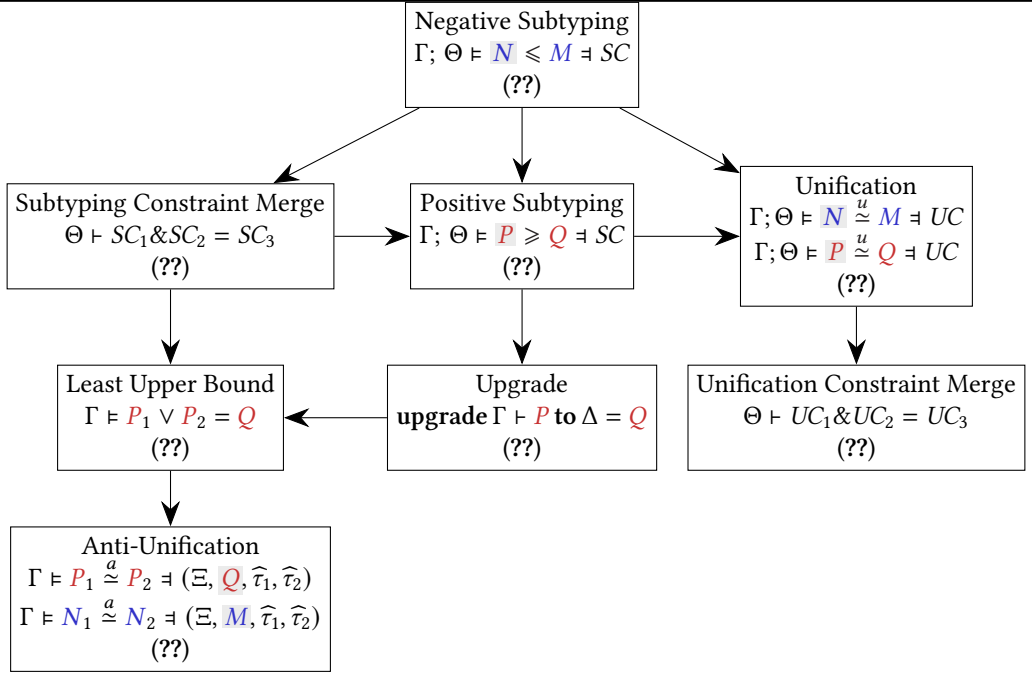 Negative Subtyping
Γ; Θ ⊨ N ⩽ M ⫤ SC
(??)
Subtyping Constraint Merge
Θ ⊢ SC₁&SC₂ = SC₃
(??)
Positive Subtyping
Γ; Θ ⊨ P ⩾ Q ⫤ SC
(??)
Unification
Γ;Θ ⊨ N ≃ᵘ M ⫤ UC
Γ;Θ ⊨ P ≃ᵘ Q ⫤ UC
(??)
Least Upper Bound
Γ ⊨ P₁ ∨ P₂ = Q
(??)
Upgrade
upgrade Γ ⊢ P to Δ = Q
(??)
Unification Constraint Merge
Θ ⊢ UC₁&UC₂ = UC₃
(??)
Anti-Unification
Γ ⊨ P₁ ≃ᵃ P₂ ⫤ (Ξ, Q, τ̂₁, τ̂₂)
Γ ⊨ N₁ ≃ᵃ N₂ ⫤ (Ξ, M, τ̂₁, τ̂₂)
(??)